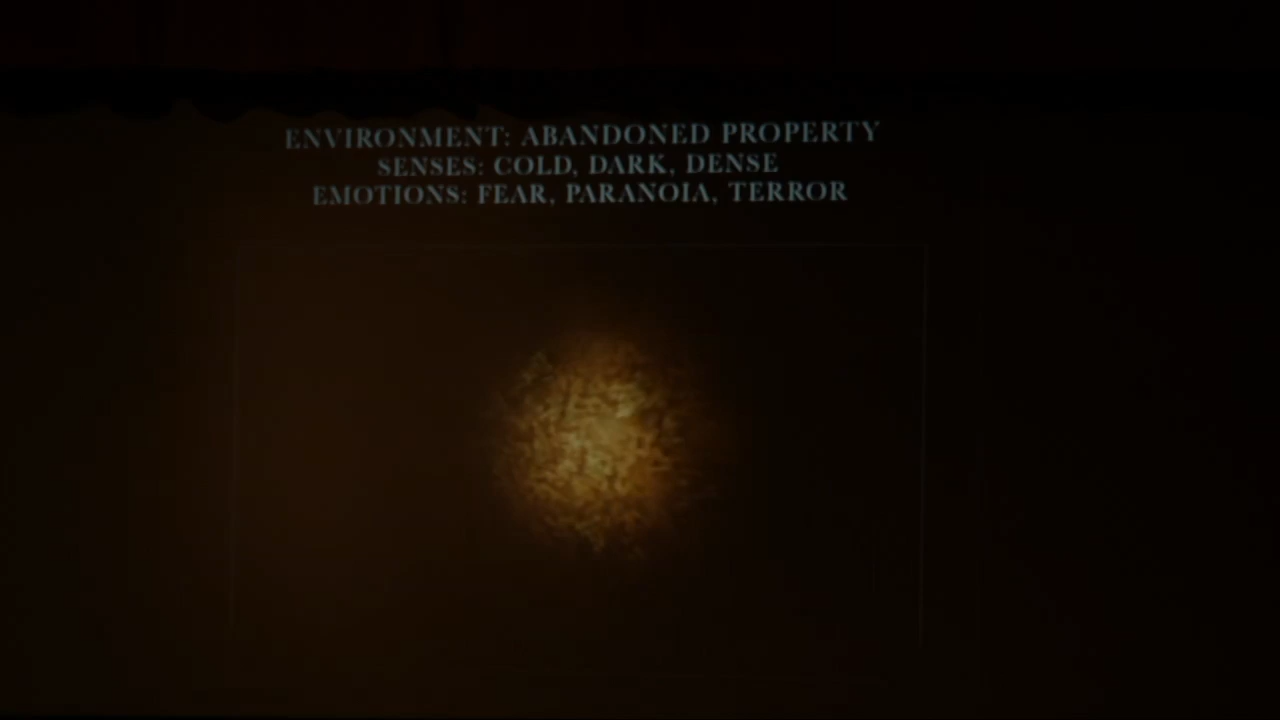 ENVIRONMENT: ABANDONED PROPERTY
SENSES: COLD, DARK, DENSE
EMOTIONS: FEAR, PARANOIA, TERROR